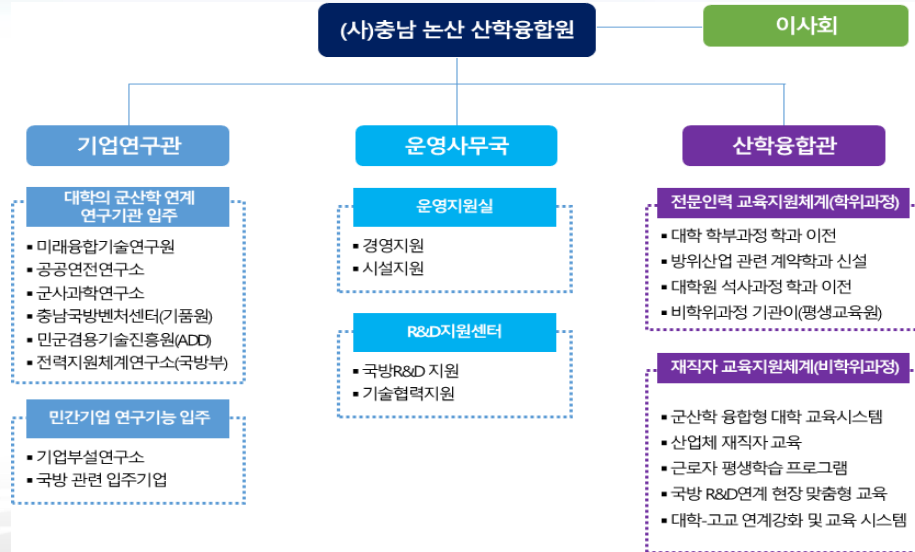 (사)충남 논산 산학융합원
이사회
기업연구관
대학의 군산학 연계
연구기관 입주
▪ 미래융합기술연구원
▪ 공공연전연구소
▪ 군사과학연구소
▪ 충남국방벤처센터(기품원)
▪ 민군겸용기술진흥원(ADD)
▪ 전력지원체계연구소(국방부)
민간기업 연구기능 입주
▪ 기업부설연구소
▪ 국방 관련 입주기업
운영사무국
운영지원실
▪ 경영지원
▪ 시설지원
R&D지원센터
▪ 국방R&D 지원
▪ 기술협력지원
산학융합관
전문인력 교육지원체계(학위과정)
▪ 대학 학부과정 학과 이전
▪ 방위산업 관련 계약학과 신설
▪ 대학원 석사과정 학과 이전
▪ 비학위과정 기관이(평생교육원)
재직자 교육지원체계(비학위과정)
▪ 군산학 융합형 대학 교육시스템
▪ 산업체 재직자 교육
▪ 근로자 평생학습 프로그램
▪ 국방 R&D연계 현장 맞춤형 교육
▪ 대학-고교 연계강화 및 교육 시스템